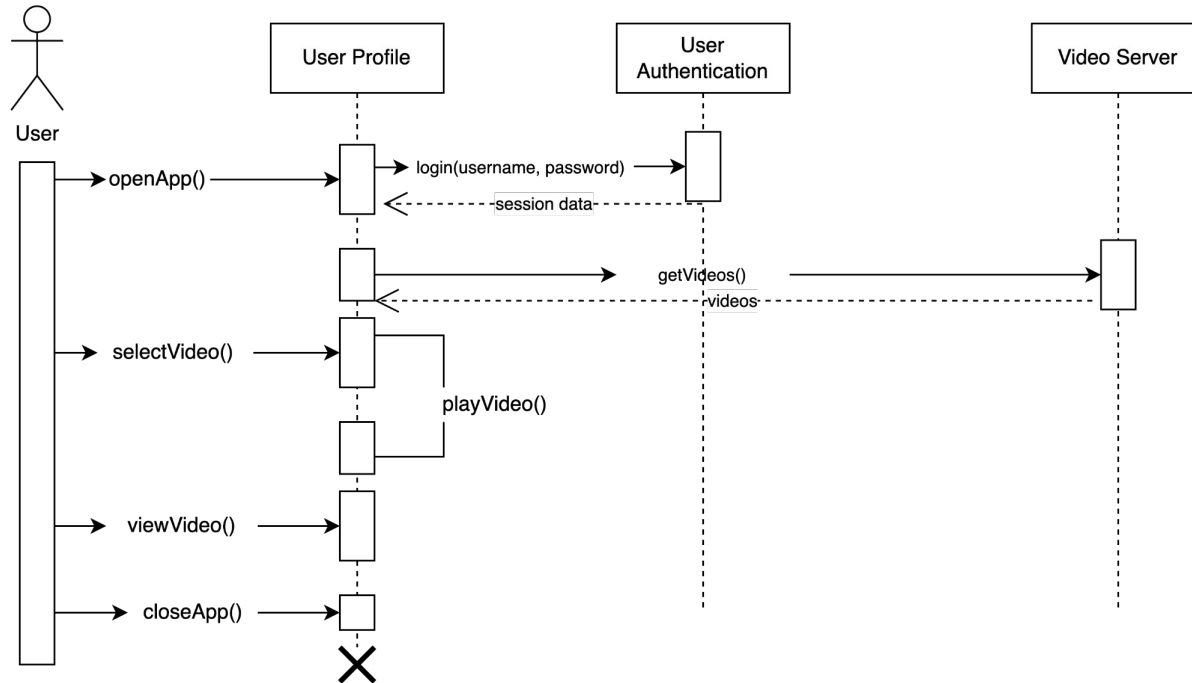 User Profile
User
Authentication
Video Server
User
openApp()
login(username, password)
session data
getVideos()
videos
selectVideo()
playVideo()
viewVideo()
closeApp()